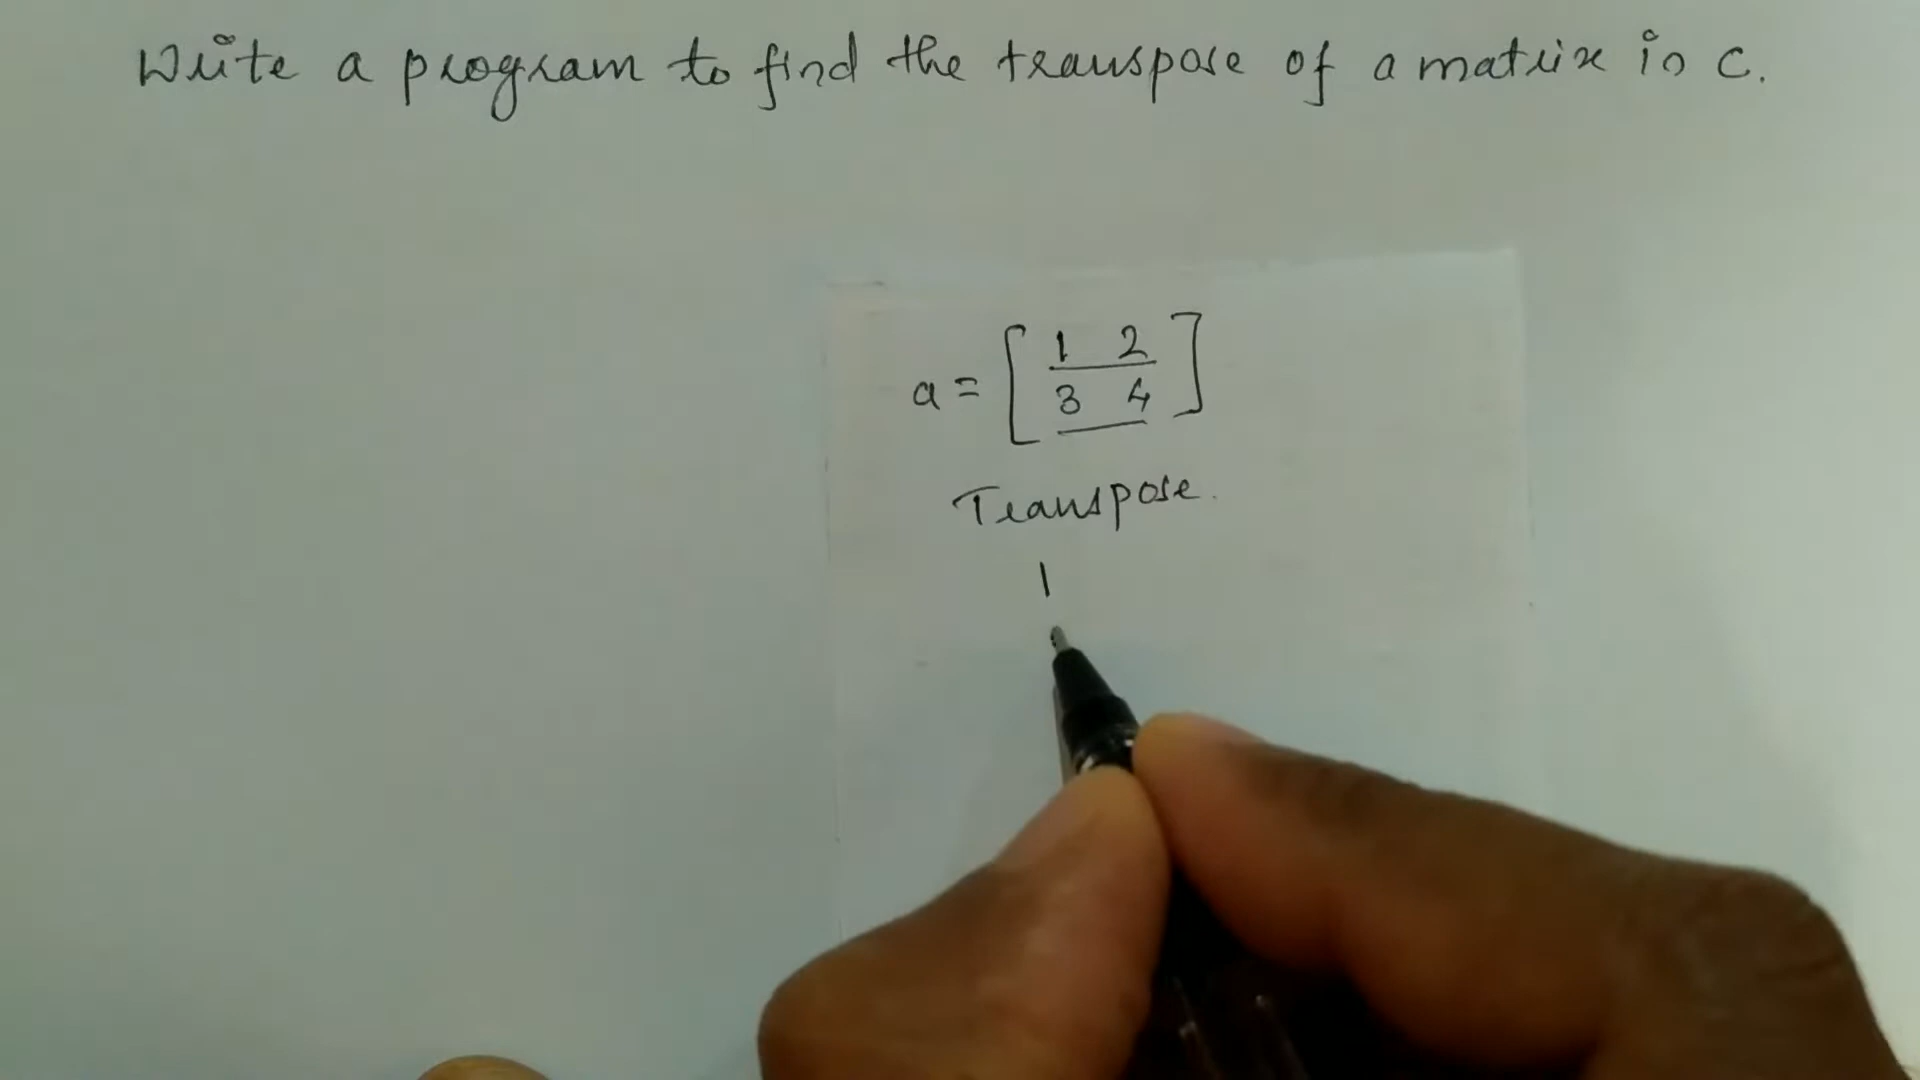 Write a program to find the transpose of a matrix in c.
a = [ 1 2
3 4 ]
Transpose.
1